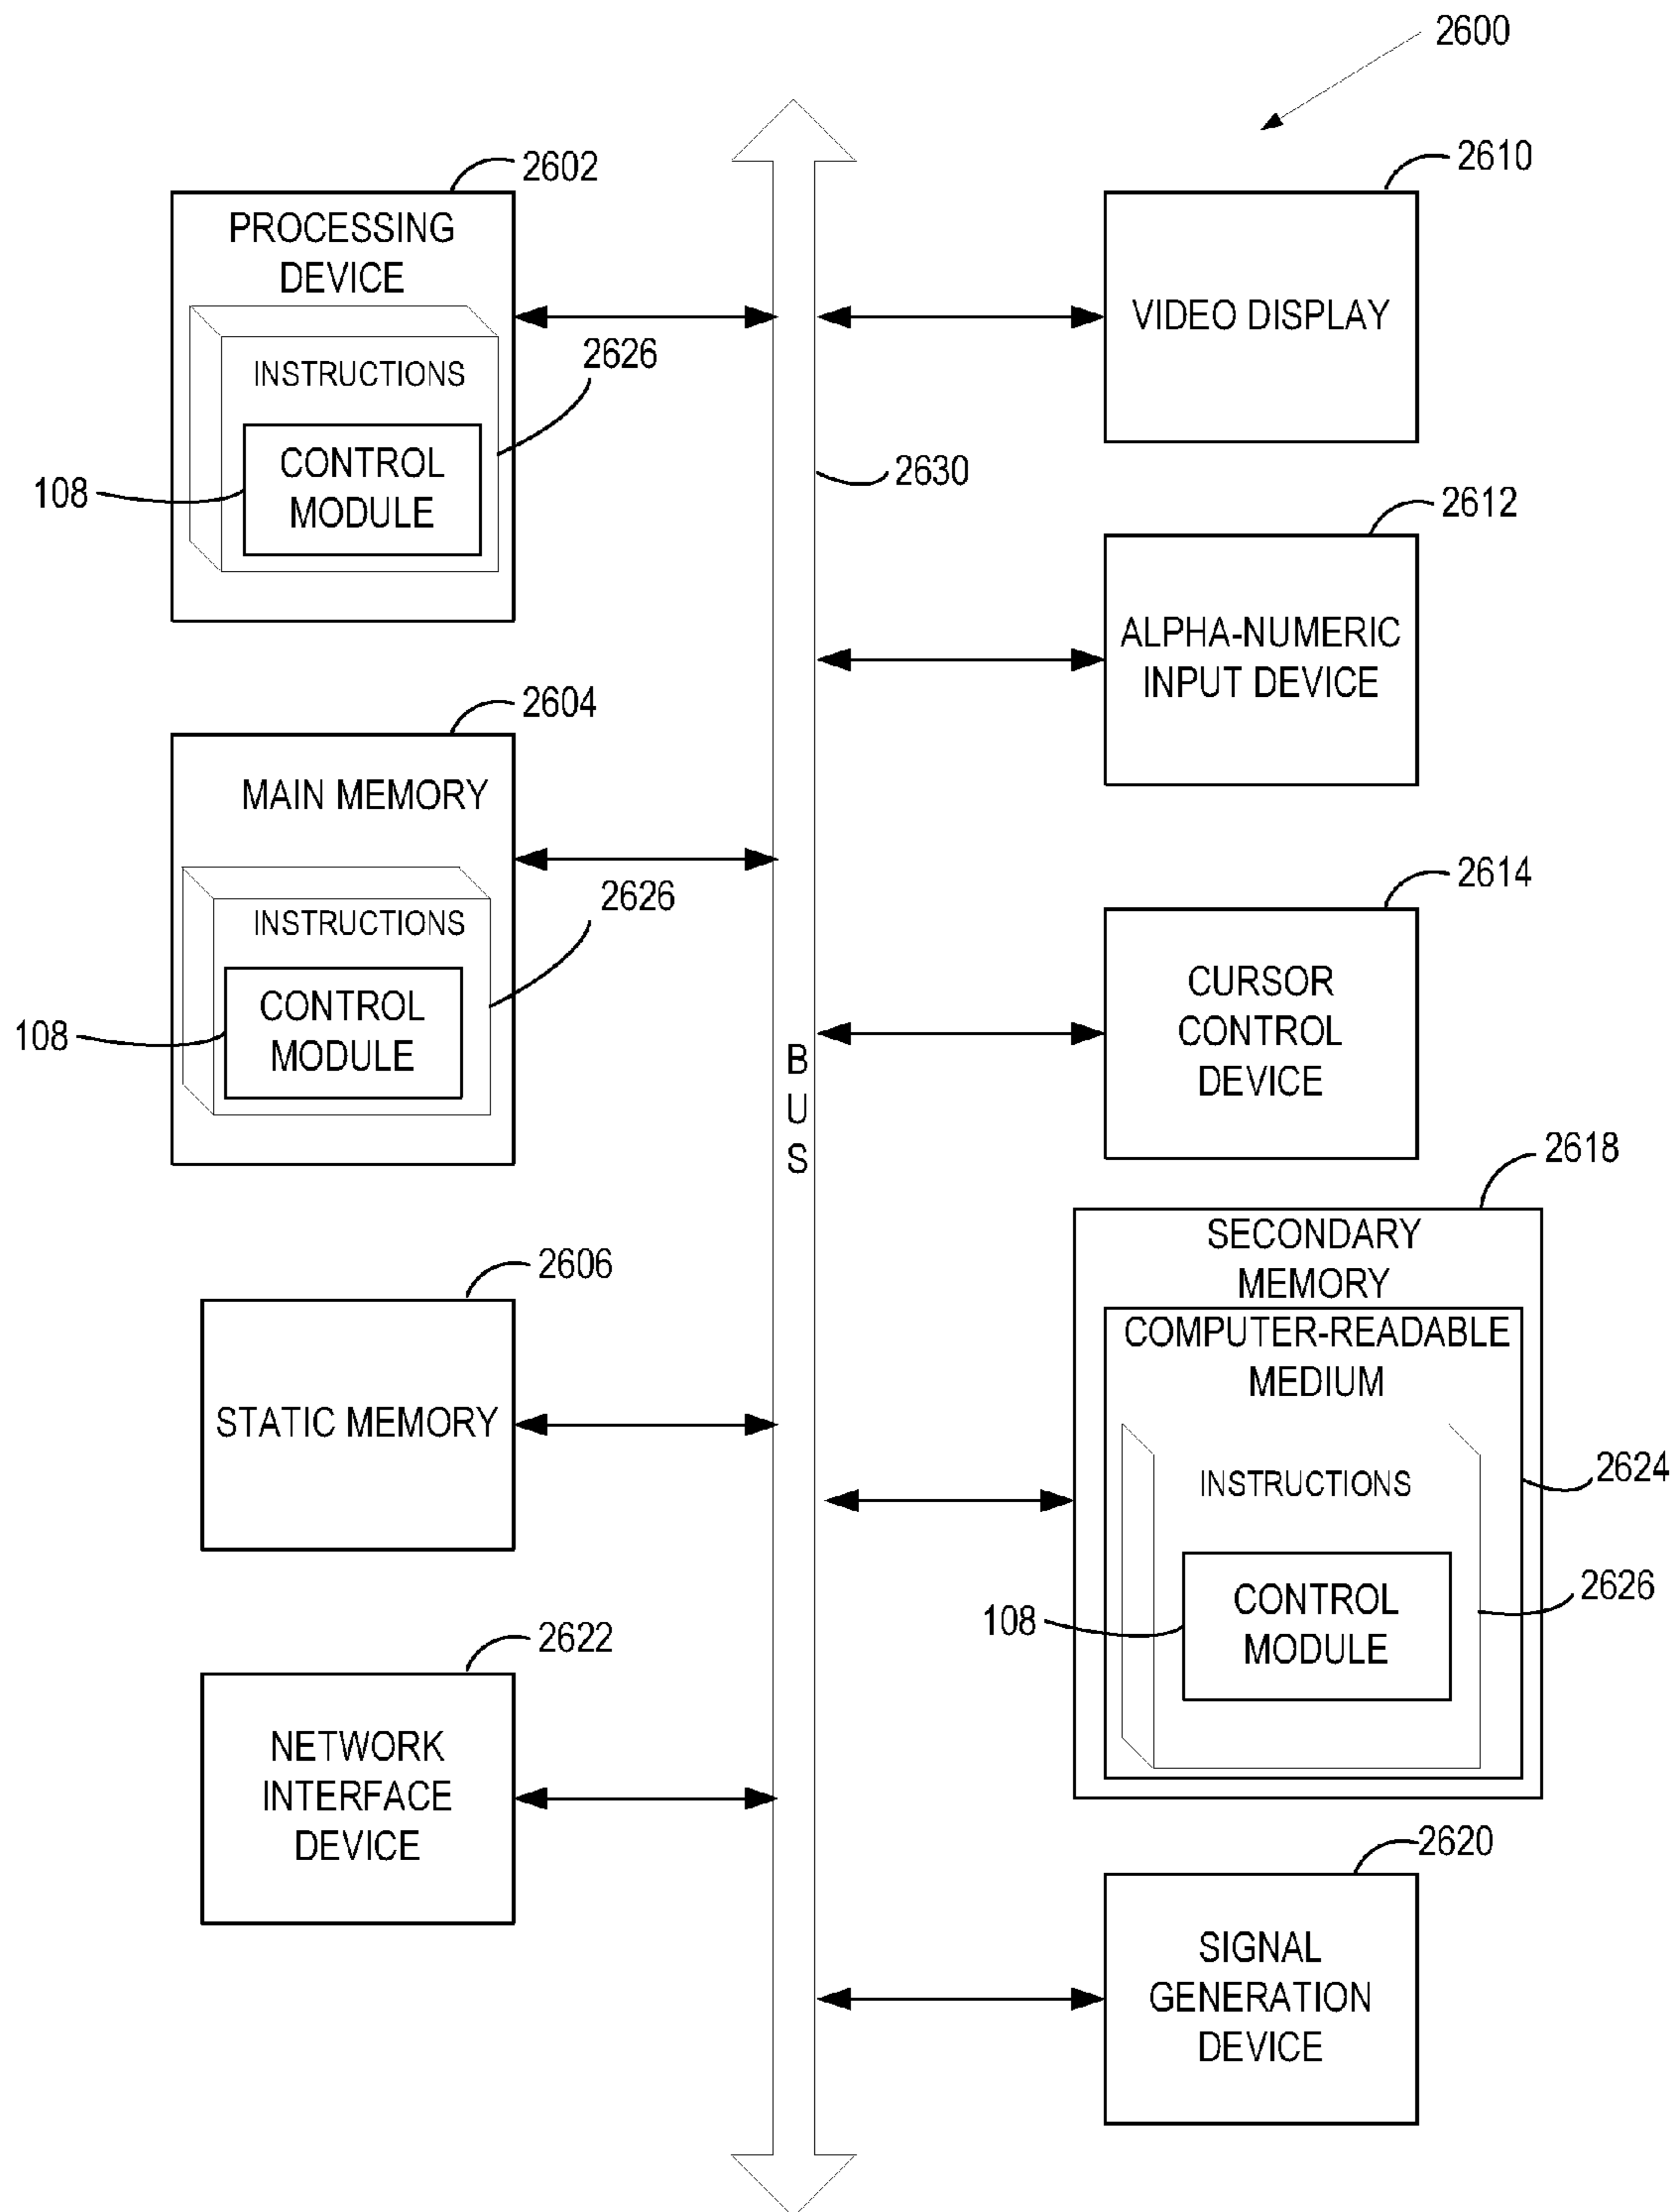 2600
2602
PROCESSING
DEVICE
INSTRUCTIONS
2626
CONTROL
MODULE
108
2604
MAIN MEMORY
INSTRUCTIONS
2626
CONTROL
MODULE
108
2606
STATIC MEMORY
2622
NETWORK
INTERFACE
DEVICE
2630
B
U
S
2610
VIDEO DISPLAY
2612
ALPHA-NUMERIC
INPUT DEVICE
2614
CURSOR
CONTROL
DEVICE
2618
SECONDARY
MEMORY
COMPUTER-READABLE
MEDIUM
2624
INSTRUCTIONS
2626
CONTROL
MODULE
108
2620
SIGNAL
GENERATION
DEVICE